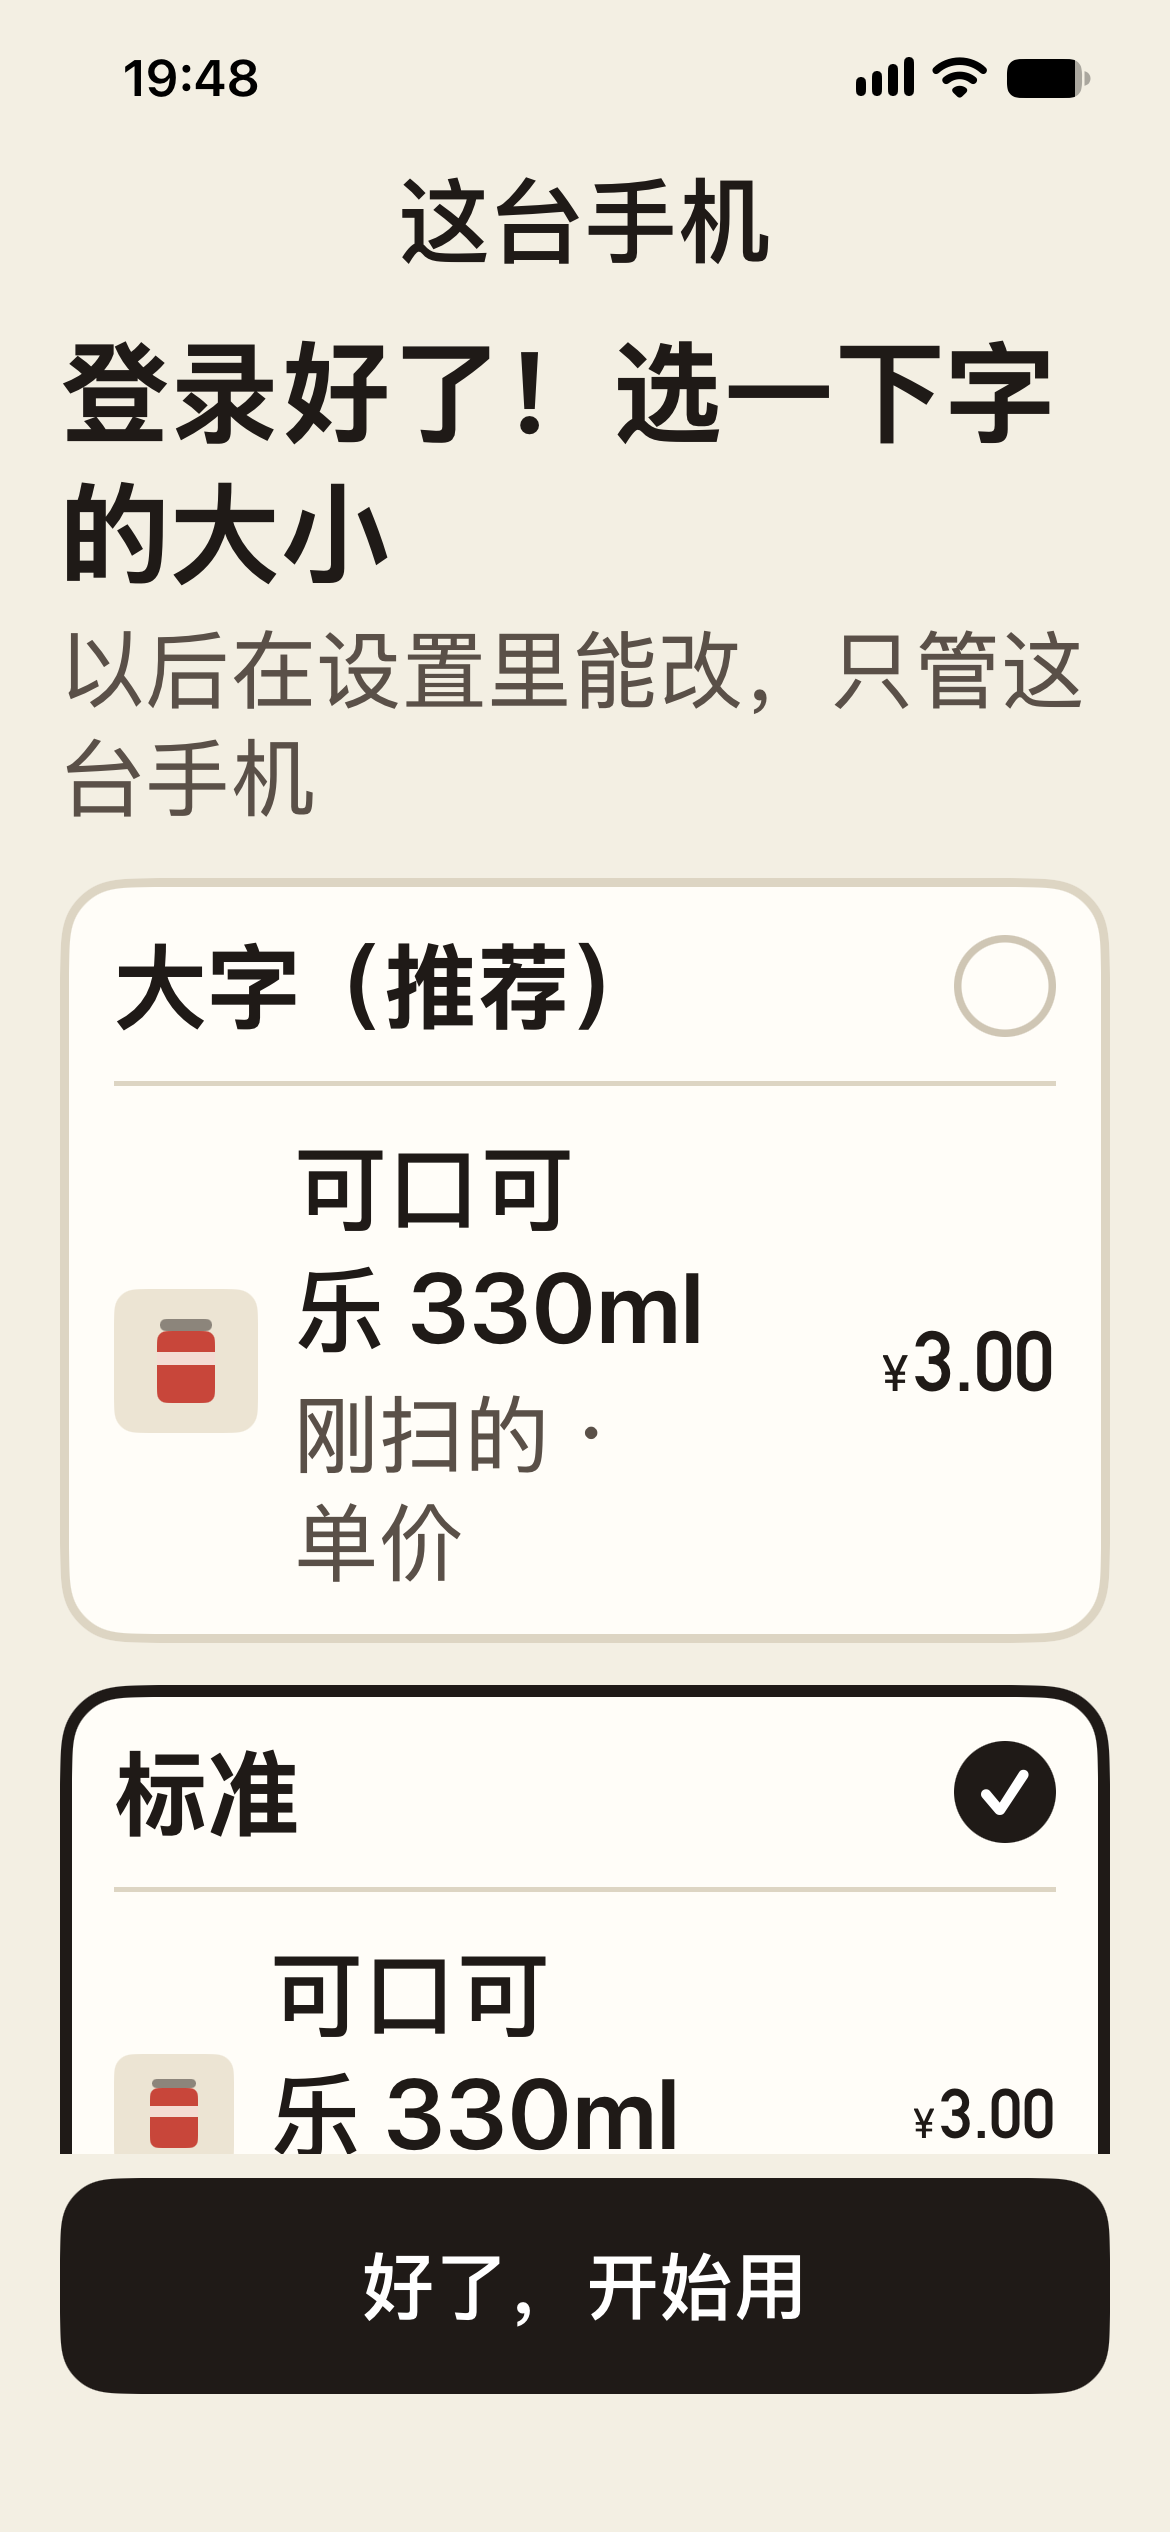 19:48
这台手机
登录好了！选一下字
的大小
以后在设置里能改，只管这
台手机
大字（推荐）
可口可
乐 330ml
刚扫的 ·
单价
¥3.00
标准
可口可
乐 330ml
¥3.00
好了，开始用